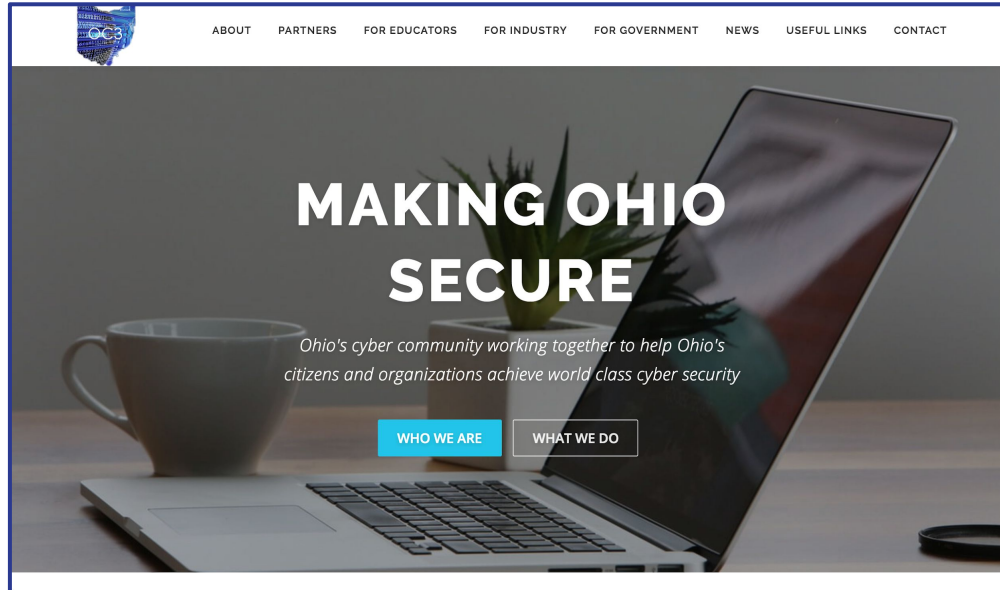 OC3
ABOUT PARTNERS FOR EDUCATORS FOR INDUSTRY FOR GOVERNMENT NEWS USEFUL LINKS CONTACT
MAKING OHIO
SECURE
Ohio's cyber community working together to help Ohio's
citizens and organizations achieve world class cyber security
WHO WE ARE WHAT WE DO